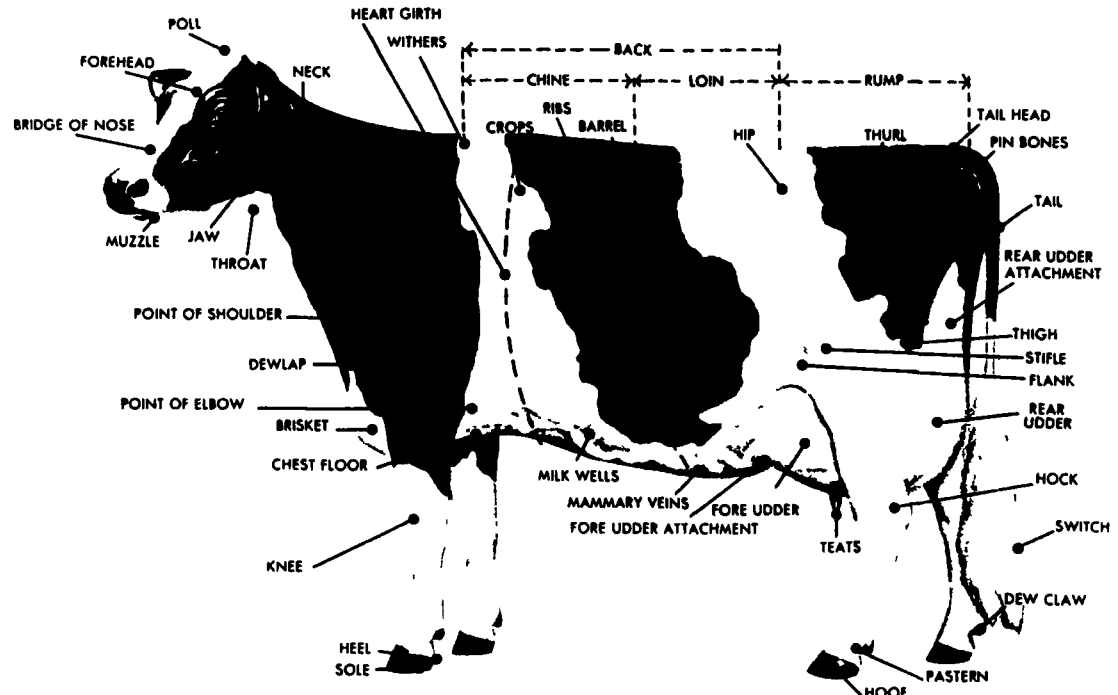 HEART GIRTH
POLL
WITHERS
BACK
FOREHEAD
NECK
CHINE
LOIN
RUMP
RIBS
TAIL HEAD
BRIDGE OF NOSE
CROPS
BARREL
HIP
THURL
PIN BONES
TAIL
MUZZLE
JAW
THROAT
REAR UDDER
ATTACHMENT
POINT OF SHOULDER
THIGH
STIFLE
DEWLAP
FLANK
POINT OF ELBOW
BRISKET
REAR
UDDER
CHEST FLOOR
MILK WELLS
HOCK
MAMMARY VEINS
FORE UDDER
FORE UDDER ATTACHMENT
SWITCH
TEATS
KNEE
DEW CLAW
HEEL
SOLE
PASTERN
HOOF